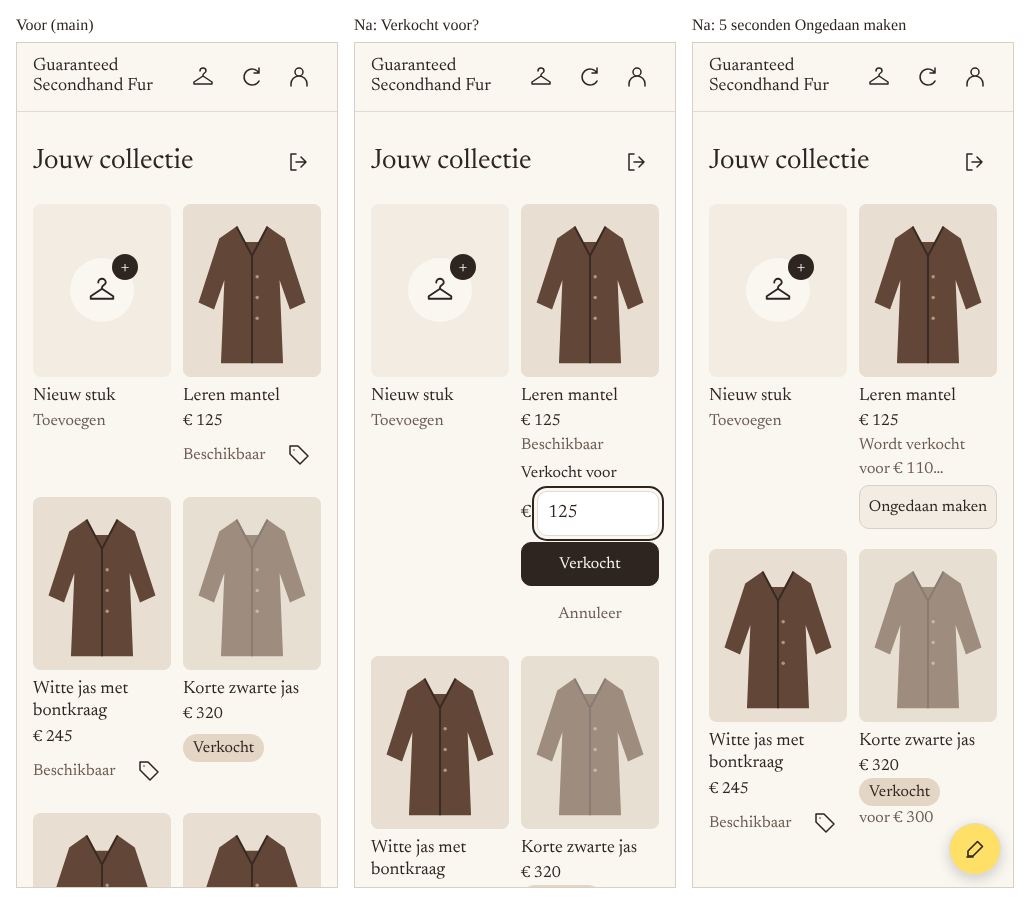 Voor (main)
Guaranteed
Secondhand Fur
Jouw collectie
+
Nieuw stuk
Toevoegen
Leren mantel
€ 125
Beschikbaar
Witte jas met
bontkraag
€ 245
Beschikbaar
Korte zwarte jas
€ 320
Verkocht
Na: Verkocht voor?
Guaranteed
Secondhand Fur
Jouw collectie
+
Nieuw stuk
Toevoegen
Leren mantel
€ 125
Beschikbaar
Verkocht voor
€ 125
Verkocht
Annuleer
Witte jas met
bontkraag
Korte zwarte jas
€ 320
Na: 5 seconden Ongedaan maken
Guaranteed
Secondhand Fur
Jouw collectie
+
Nieuw stuk
Toevoegen
Leren mantel
€ 125
Wordt verkocht
voor € 110...
Ongedaan maken
Witte jas met
bontkraag
€ 245
Beschikbaar
Korte zwarte jas
€ 320
Verkocht
voor € 300